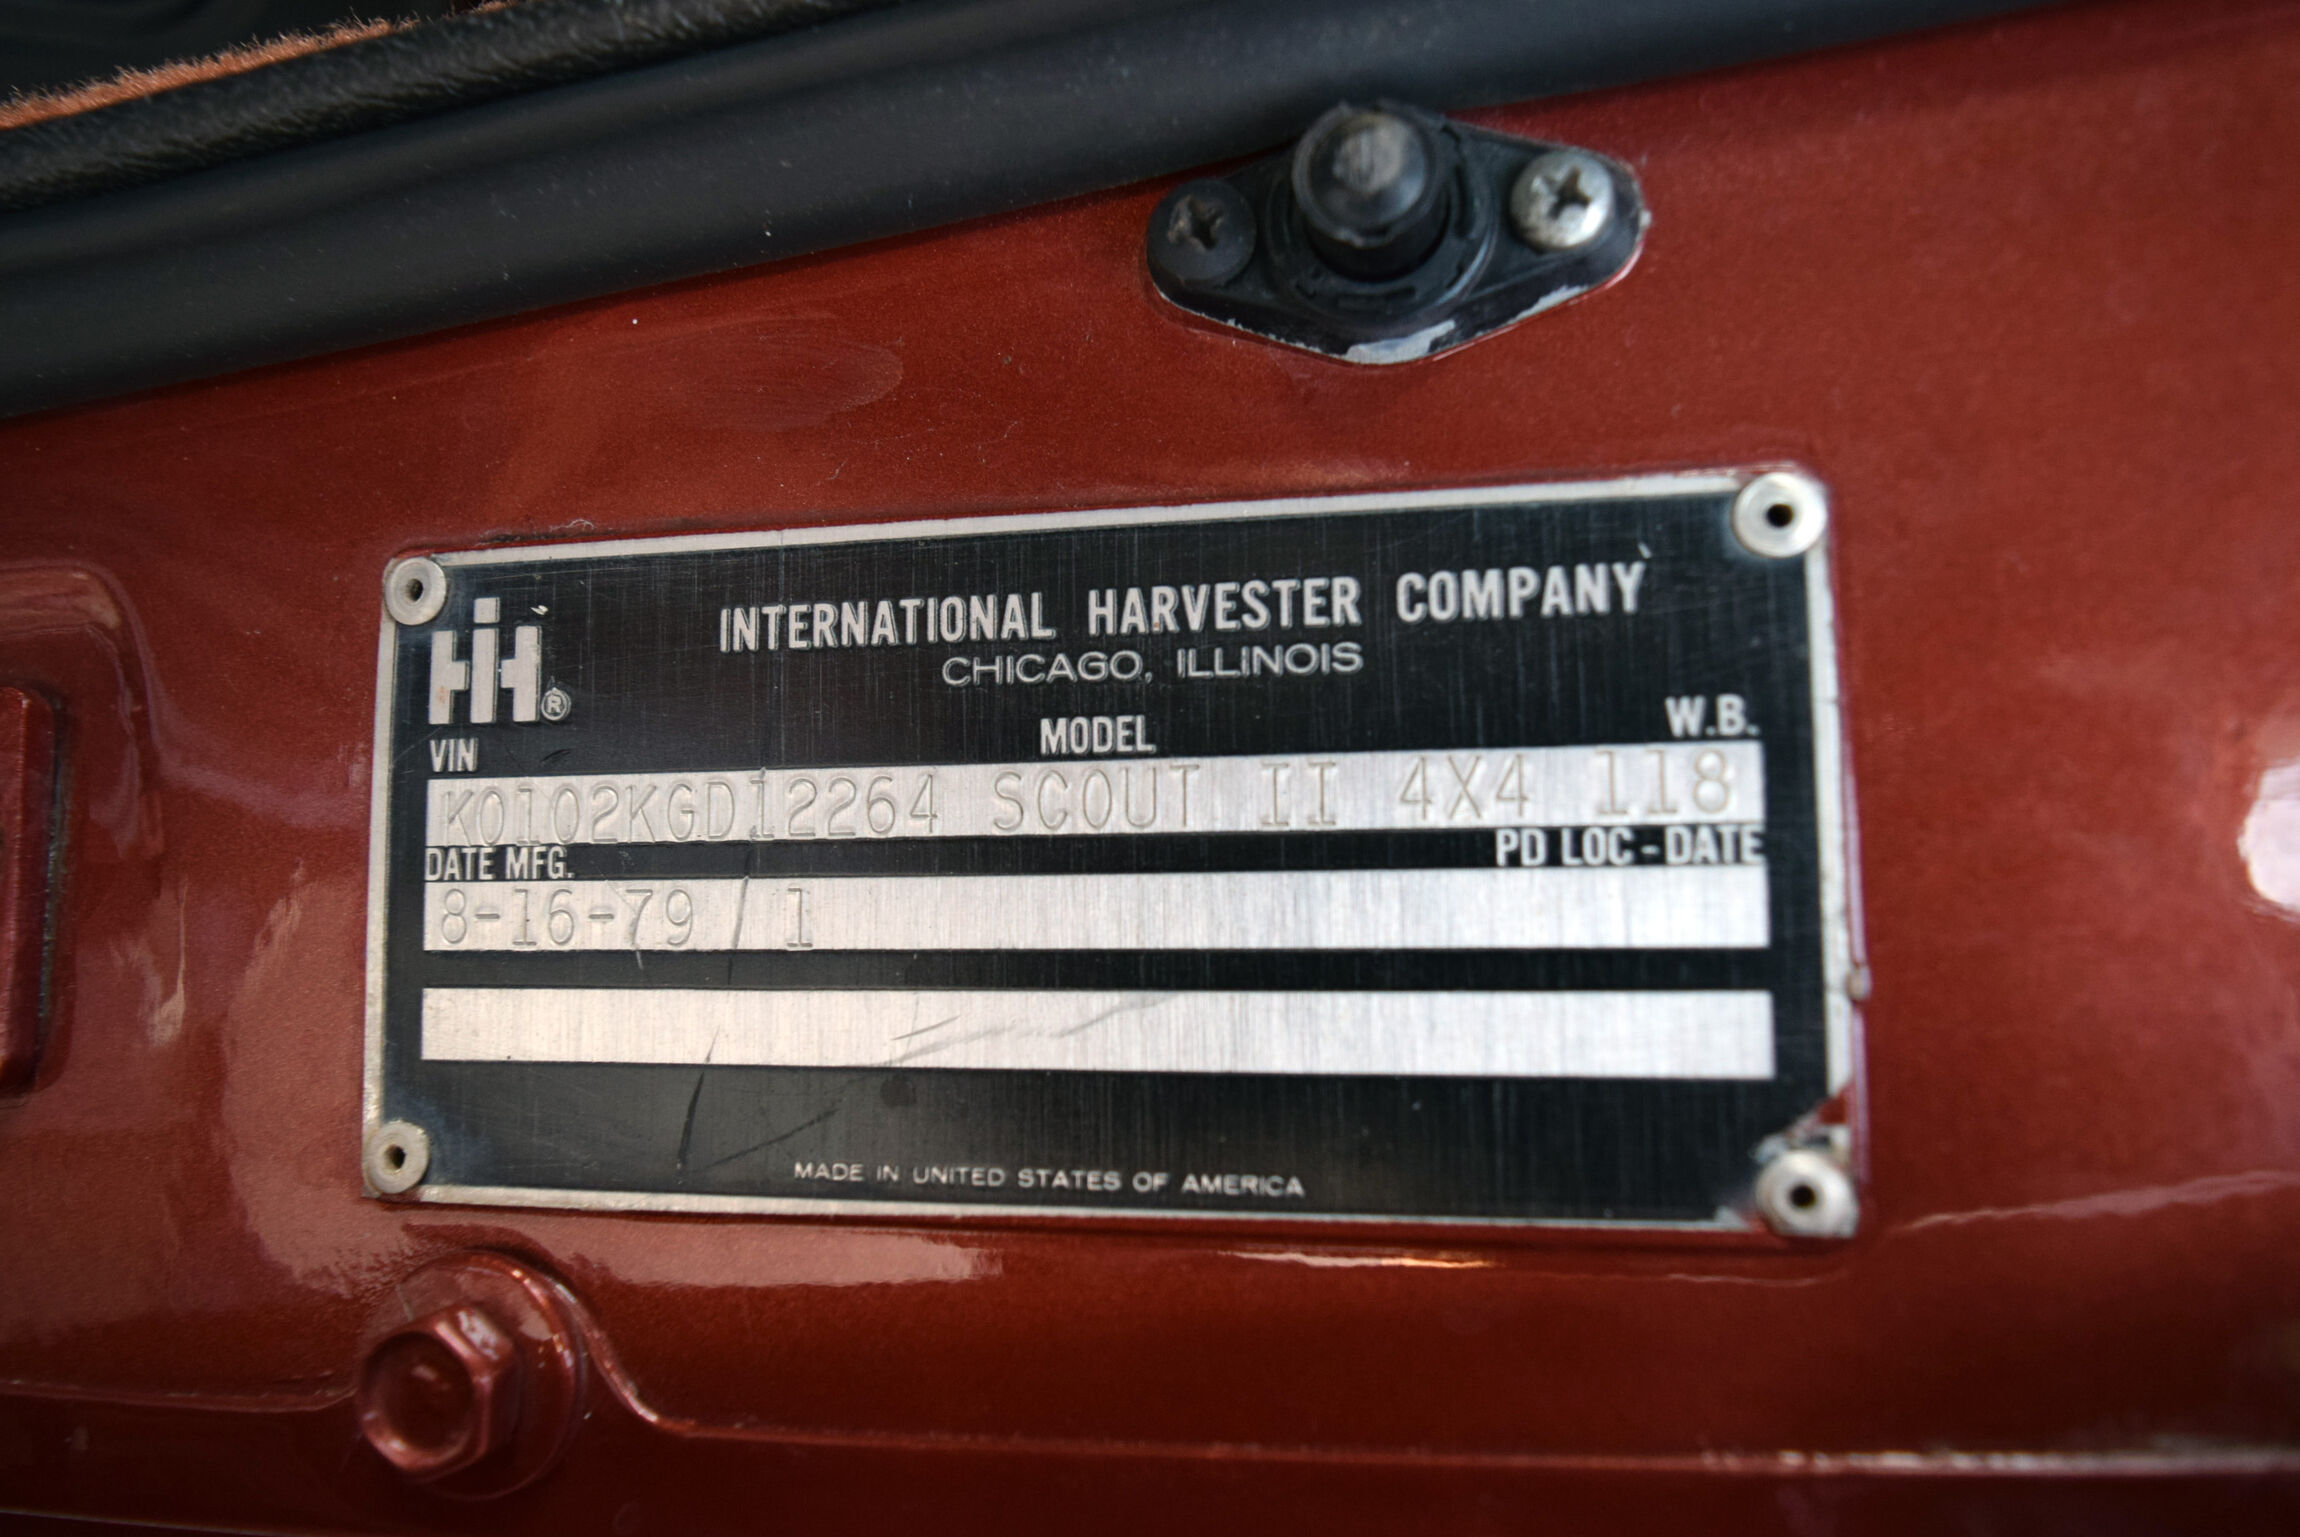 INTERNATIONAL HARVESTER COMPANY
CHICAGO, ILLINOIS
IH®
VIN MODEL W.B.
K0102KGD12264 SCOUT II 4X4 118
DATE MFG. PD LOC-DATE
8-16-79 1
MADE IN UNITED STATES OF AMERICA